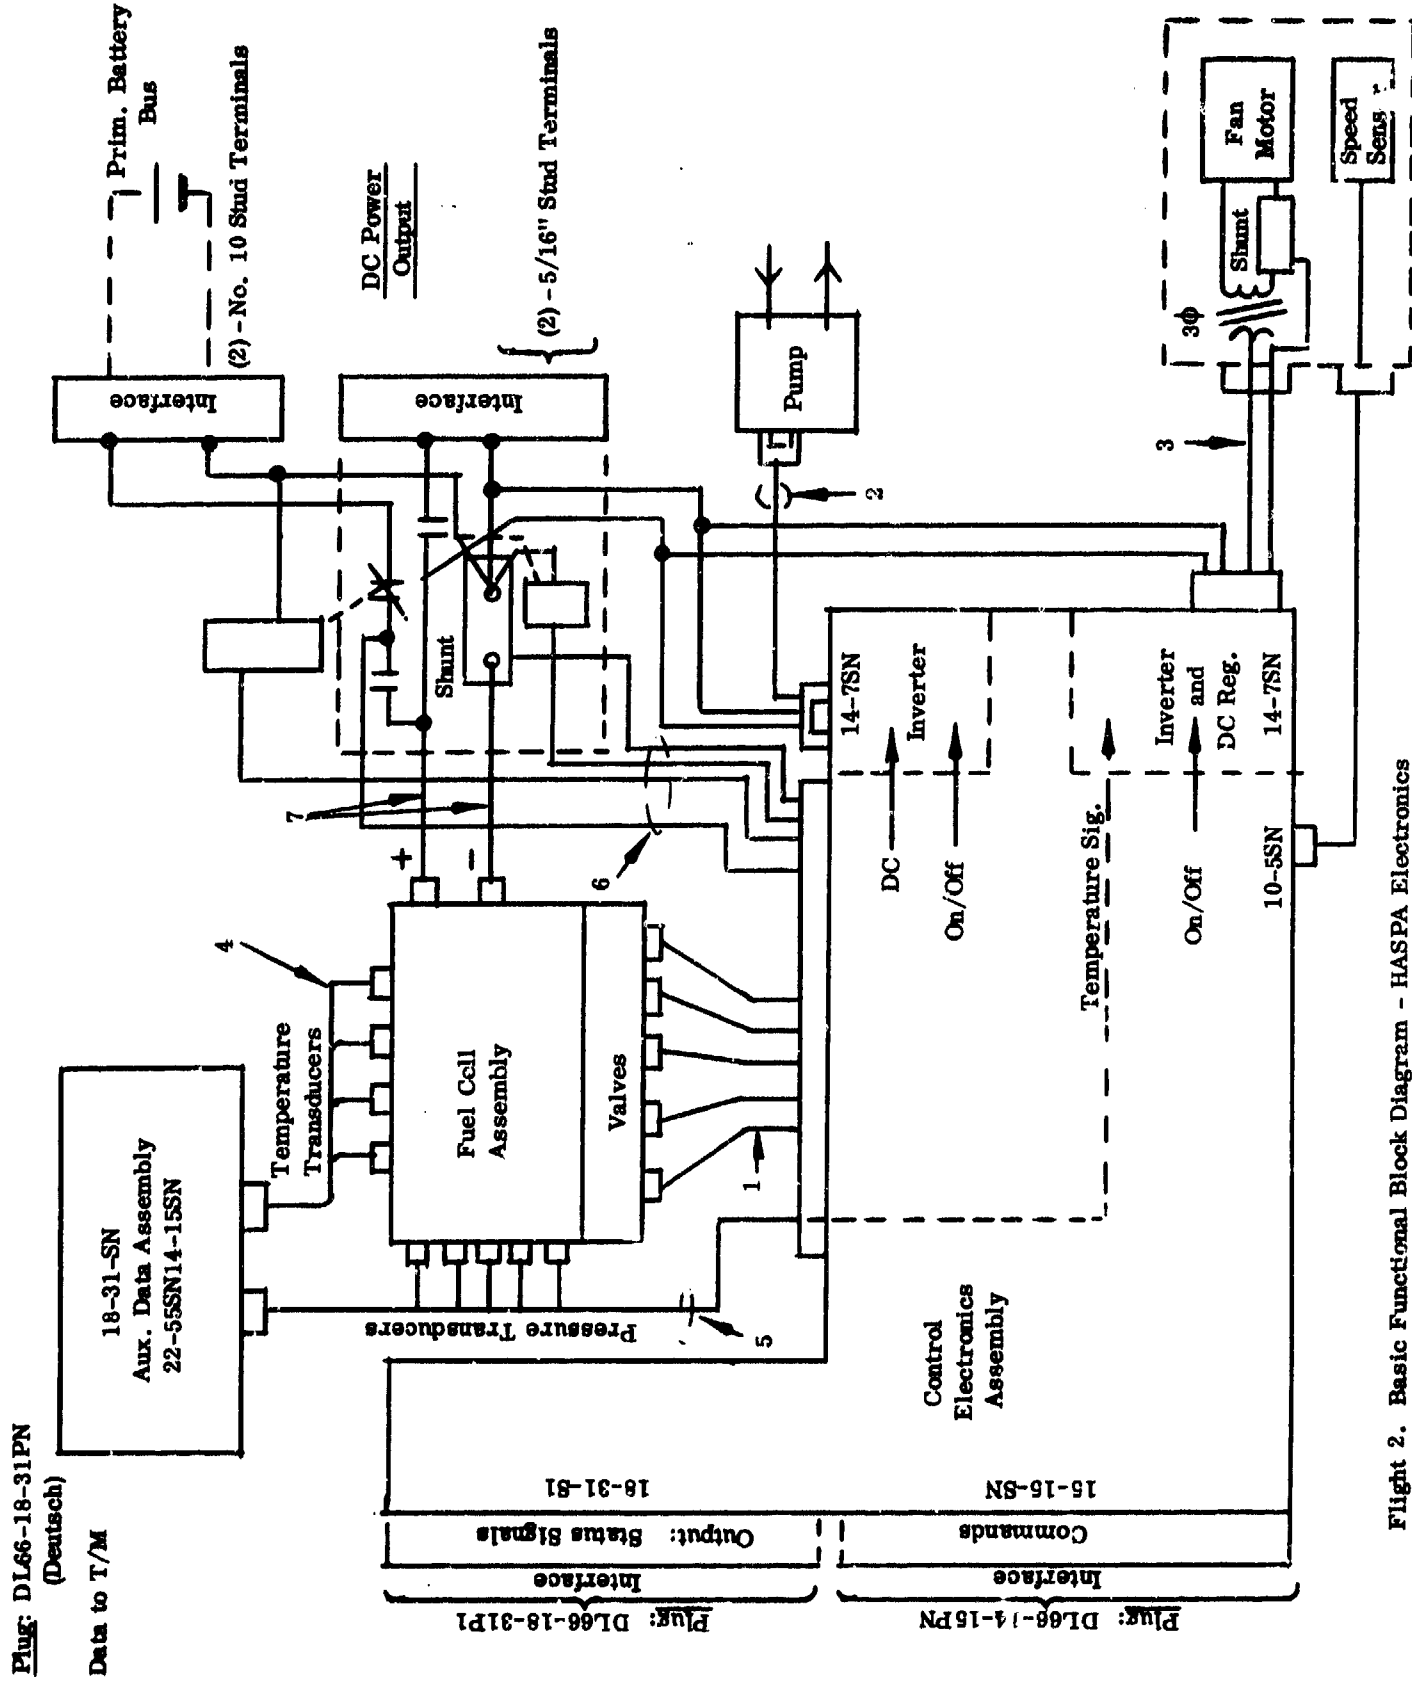 Plug: DL66-18-31PN
(Deutsch)
Data to T/M
18-31-SN
Aux. Data Assembly
22-55SN14-15SN
Prim. Battery
Bus
(2) - No. 10 Stud Terminals
Interface
DC Power
Output
(2) - 5/16" Stud Terminals
Interface
Shunt
Temperature
Transducers
4
7
+
-
6
Fuel Cell
Assembly
Valves
Pressure Transducers
5
1
Pump
2
3
3Φ
Shunt
Fan
Motor
Speed
14-7SN
Inverter
DC
On/Off
Temperature Sig.
Inverter
and
DC Reg.
On/Off
14-7SN
10-5SN
Control
Electronics
Assembly
18-31-S1
15-15-SN
Output: Status Signals
Commands
Interface
Interface
Plug: DL66-18-31P1
Plug: DL66-14-15PN
Flight 2. Basic Functional Block Diagram - HASPA Electronics